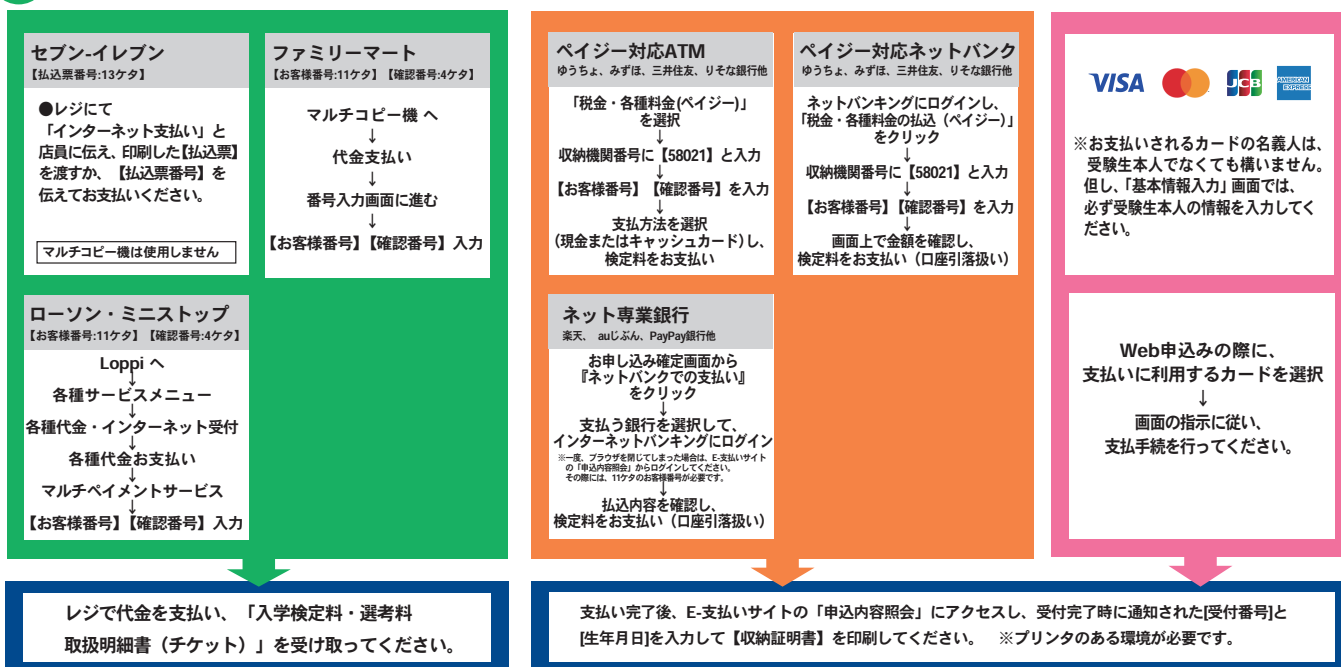 セブン-イレブン
【払込票番号:13ケタ】
●レジにて
「インターネット支払い」と
店員に伝え、印刷した【払込票】
を渡すか、【払込票番号】を
伝えてお支払いください。
マルチコピー機は使用しません
ファミリーマート
【お客様番号:11ケタ】【確認番号:4ケタ】
マルチコピー機 へ
↓
代金支払い
↓
番号入力画面に進む
↓
【お客様番号】【確認番号】入力
ローソン・ミニストップ
【お客様番号:11ケタ】【確認番号:4ケタ】
Loppi へ
↓
各種サービスメニュー
↓
各種代金・インターネット受付
↓
各種代金お支払い
↓
マルチペイメントサービス
↓
【お客様番号】【確認番号】入力
ペイジー対応ATM
ゆうちょ、みずほ、三井住友、りそな銀行他
「税金・各種料金(ペイジー)」
を選択
↓
収納機関番号に【58021】と入力
↓
【お客様番号】【確認番号】を入力
↓
支払方法を選択
(現金またはキャッシュカード)し、
検定料をお支払い
ペイジー対応ネットバンク
ゆうちょ、みずほ、三井住友、りそな銀行他
ネットバンキングにログインし、
「税金・各種料金の払込（ペイジー）」
をクリック
↓
収納機関番号に【58021】と入力
↓
【お客様番号】【確認番号】を入力
↓
画面上で金額を確認し、
検定料をお支払い（口座引落扱い）
ネット専業銀行
楽天、 auじぶん、PayPay銀行他
お申し込み確定画面から
『ネットバンクでの支払い』
をクリック
↓
支払う銀行を選択して、
インターネットバンキングにログイン
※一度、ブラウザを閉じてしまった場合は、E-支払いサイト
の「申込内容照会」からログインしてください。
その際には、11ケタのお客様番号が必要です。
↓
払込内容を確認し、
検定料をお支払い（口座引落扱い）
VISA JCB AMERICAN EXPRESS
※お支払いされるカードの名義人は、
受験生本人でなくても構いません。
但し、「基本情報入力」画面では、
必ず受験生本人の情報を入力してく
ださい。
Web申込みの際に、
支払いに利用するカードを選択
↓
画面の指示に従い、
支払手続を行ってください。
レジで代金を支払い、「入学検定料・選考料
取扱明細書（チケット）」を受け取ってください。
支払い完了後、E-支払いサイトの「申込内容照会」にアクセスし、受付完了時に通知された[受付番号]と
[生年月日]を入力して【収納証明書】を印刷してください。 ※プリンタのある環境が必要です。